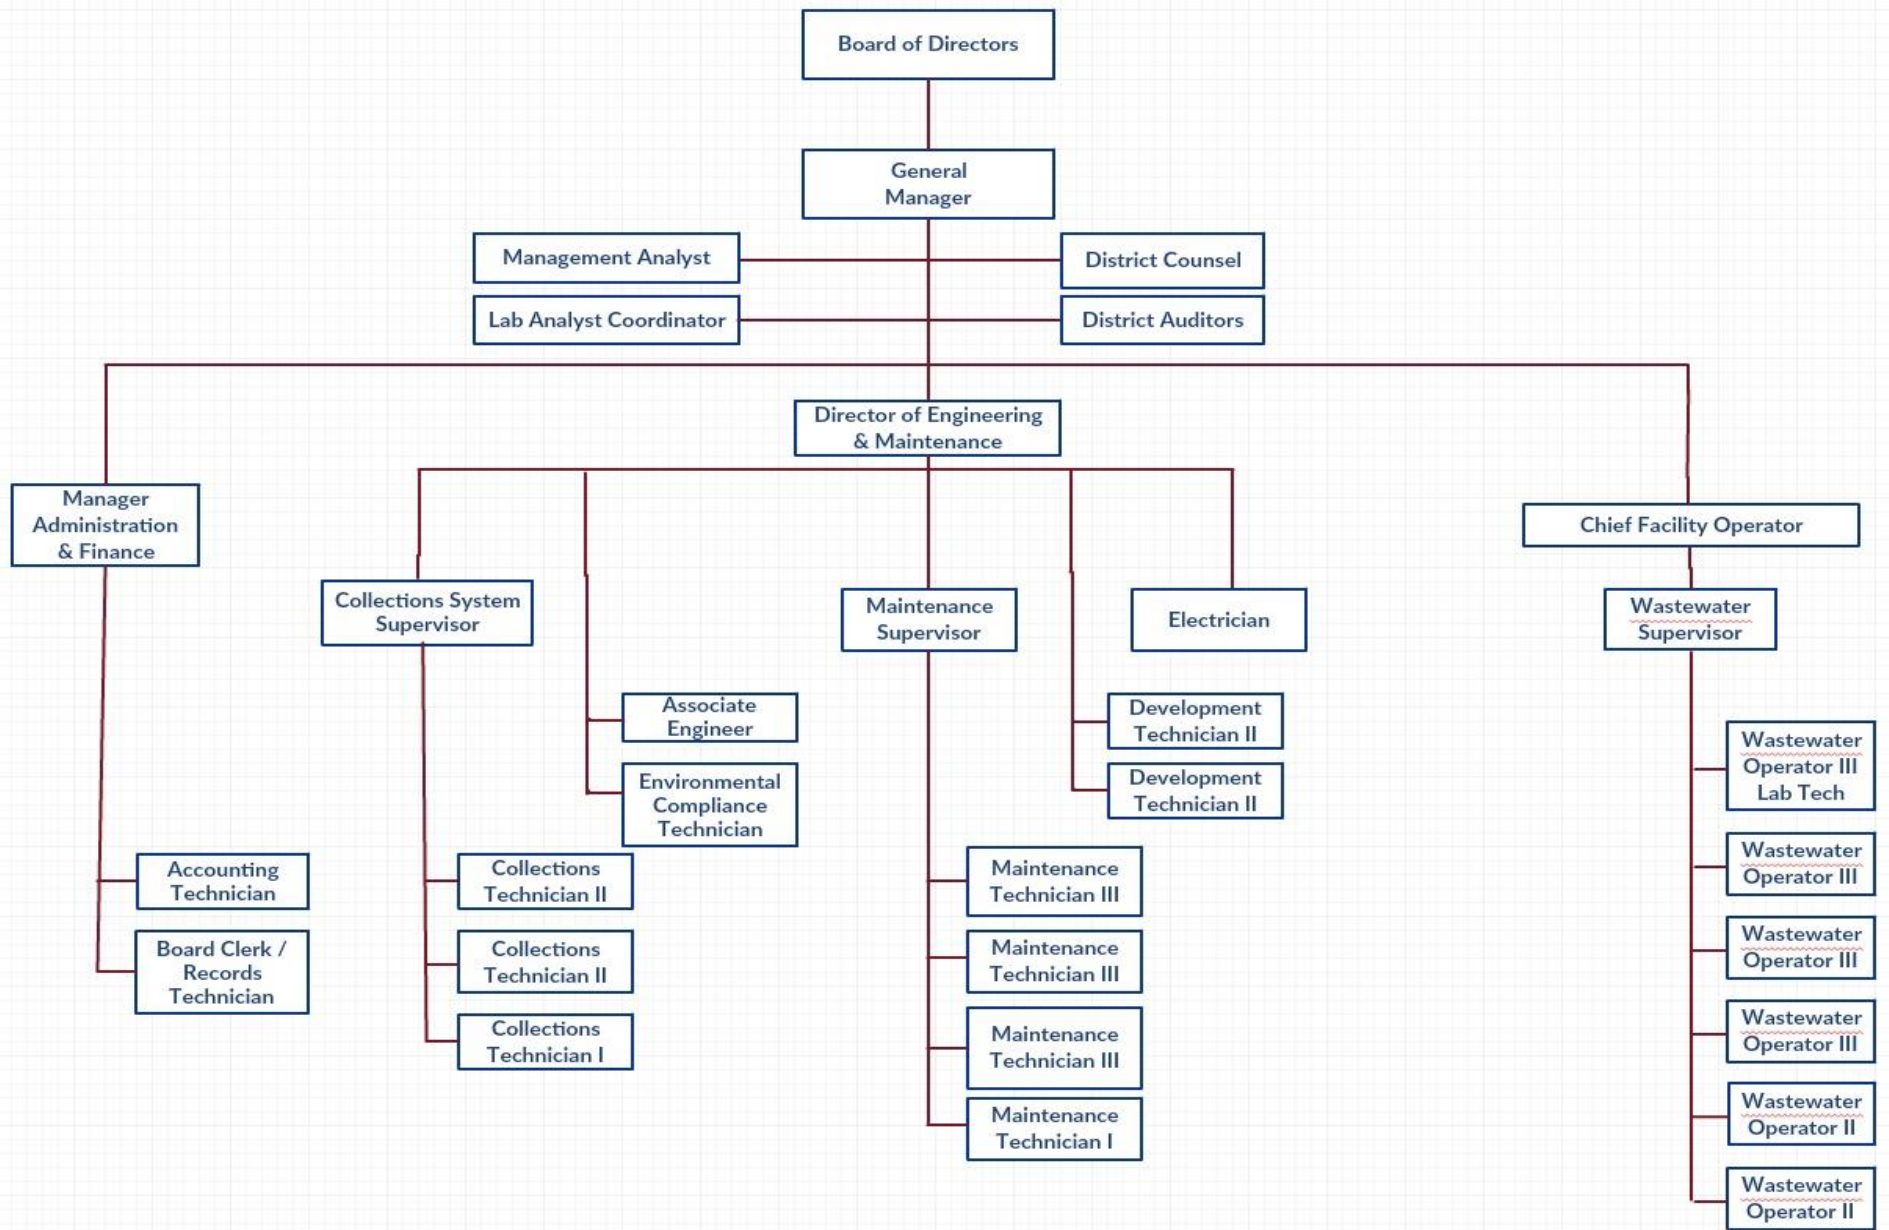 Board of Directors
General
Manager
Management Analyst
District Counsel
Lab Analyst Coordinator
District Auditors
Director of Engineering
& Maintenance
Manager
Administration
& Finance
Chief Facility Operator
Collections System
Supervisor
Maintenance
Supervisor
Electrician
Wastewater
Supervisor
Associate
Engineer
Environmental
Compliance
Technician
Development
Technician II
Development
Technician II
Accounting
Technician
Board Clerk /
Records
Technician
Collections
Technician II
Collections
Technician II
Collections
Technician I
Maintenance
Technician III
Maintenance
Technician III
Maintenance
Technician III
Maintenance
Technician I
Wastewater
Operator III
Lab Tech
Wastewater
Operator III
Wastewater
Operator III
Wastewater
Operator III
Wastewater
Operator II
Wastewater
Operator II